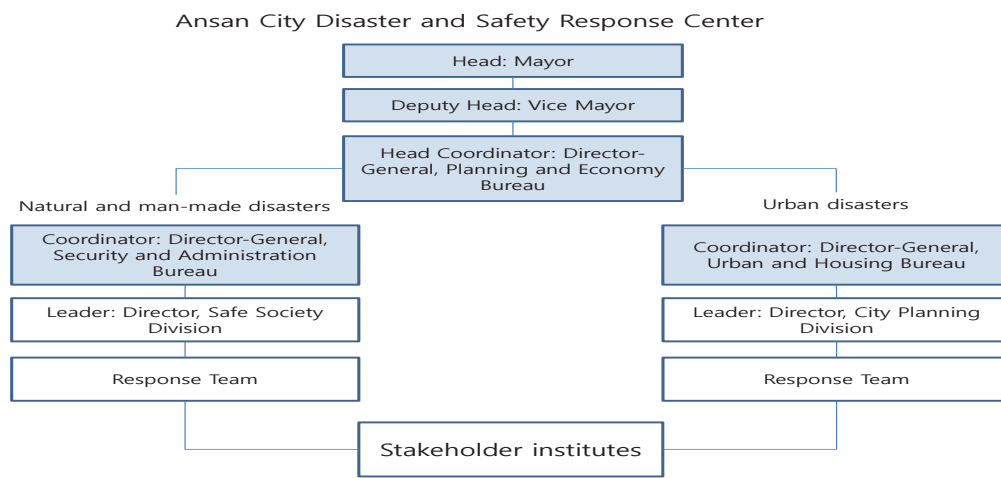 Ansan City Disaster and Safety Response Center
Head: Mayor
Deputy Head: Vice Mayor
Head Coordinator: Director-
General, Planning and Economy
Bureau
Natural and man-made disasters
Coordinator: Director-General,
Security and Administration
Bureau
Leader: Director, Safe Society
Division
Response Team
Urban disasters
Coordinator: Director-General,
Urban and Housing Bureau
Leader: Director, City Planning
Division
Response Team
Stakeholder institutes